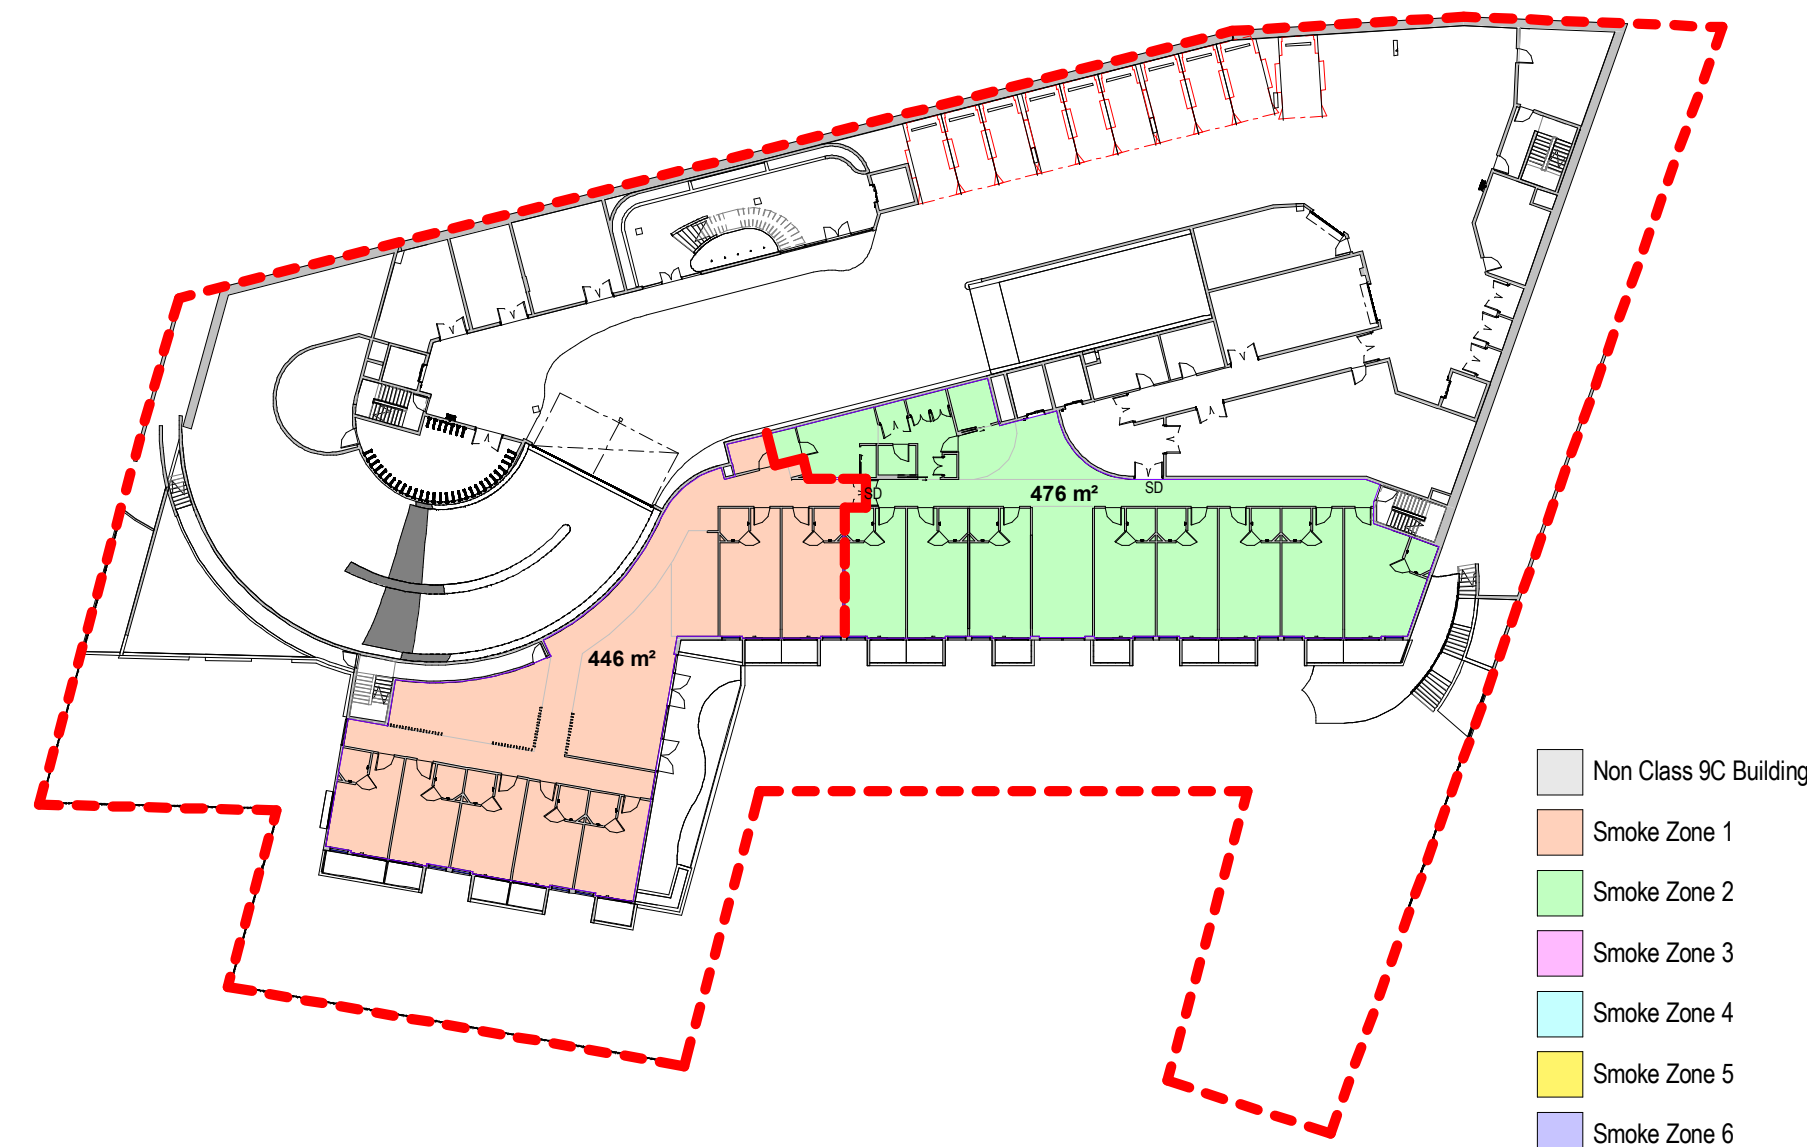 SD
476 m²
SD
446 m²
Non Class 9C Building
Smoke Zone 1
Smoke Zone 2
Smoke Zone 3
Smoke Zone 4
Smoke Zone 5
Smoke Zone 6